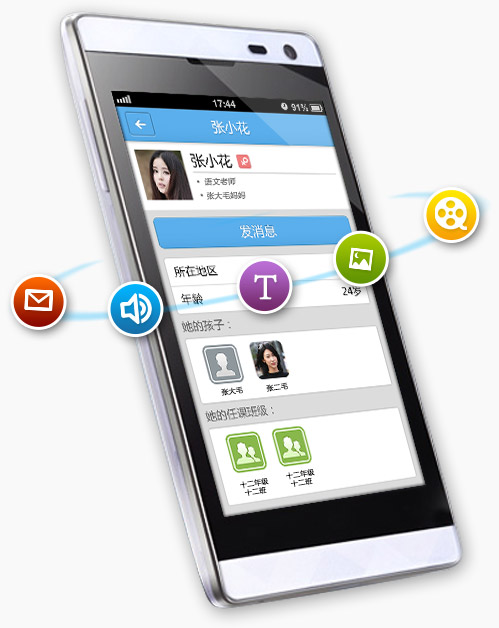 17:44
91%
张小花
张小花
• 语文老师
• 张大毛妈妈
发消息
所在地区
T
年龄
24岁
她的孩子：
张大毛
张二毛
她的任课班级：
十二年级
十二班
十二年级
十二班